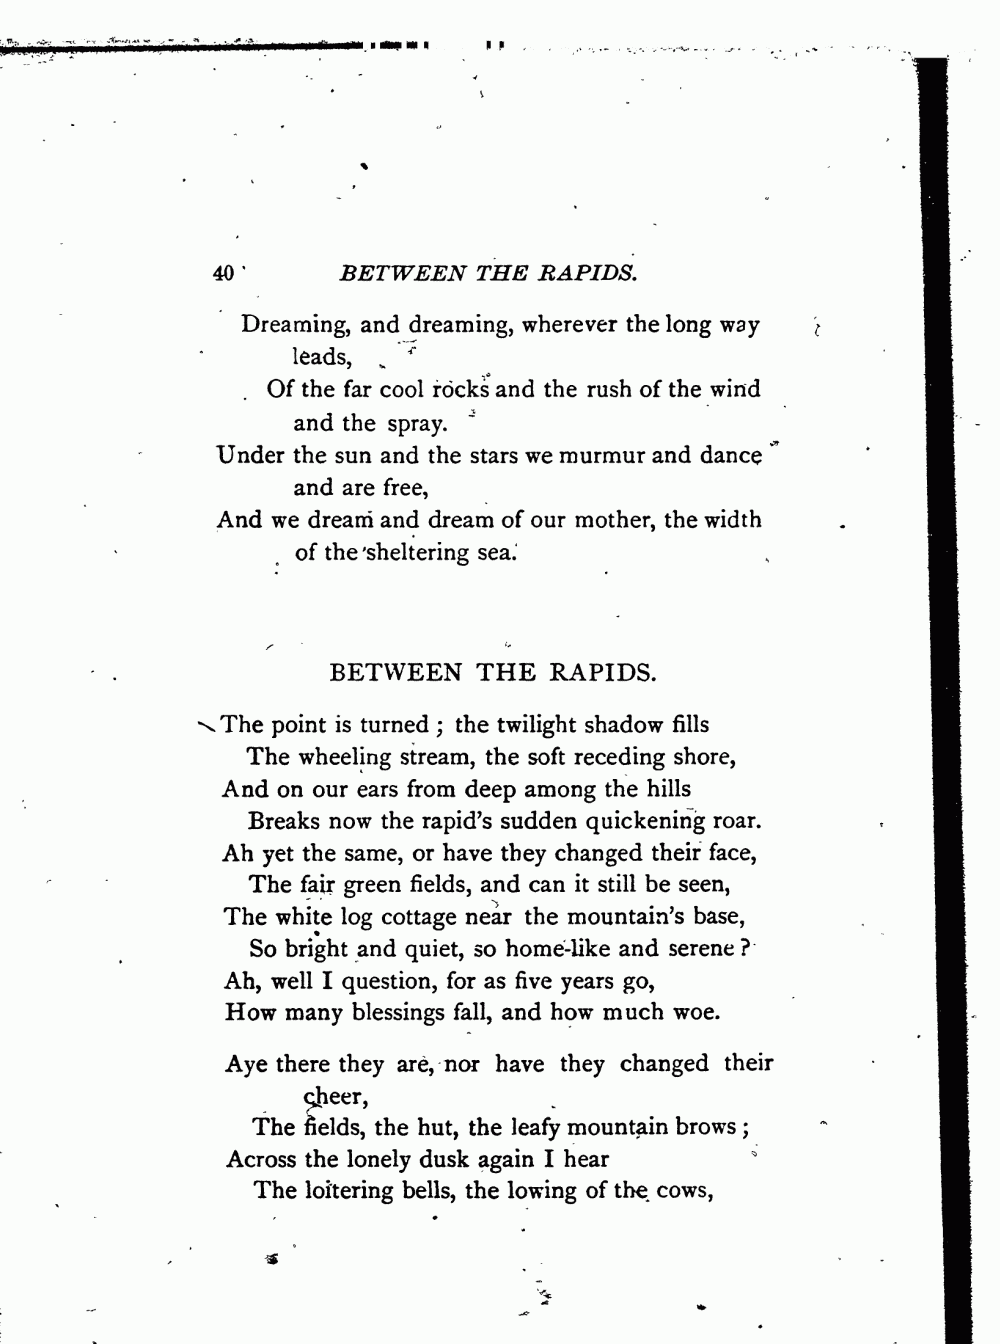 40 BETWEEN THE RAPIDS.
Dreaming, and dreaming, wherever the long way
leads,
Of the far cool rocks and the rush of the wind
and the spray.
Under the sun and the stars we murmur and dance
and are free,
And we dream and dream of our mother, the width
of the sheltering sea.
BETWEEN THE RAPIDS.
The point is turned ; the twilight shadow fills
The wheeling stream, the soft receding shore,
And on our ears from deep among the hills
Breaks now the rapid's sudden quickening roar.
Ah yet the same, or have they changed their face,
The fair green fields, and can it still be seen,
The white log cottage near the mountain's base,
So bright and quiet, so home-like and serene ?
Ah, well I question, for as five years go,
How many blessings fall, and how much woe.
Aye there they are, nor have they changed their
cheer,
The fields, the hut, the leafy mountain brows ;
Across the lonely dusk again I hear
The loitering bells, the lowing of the cows,